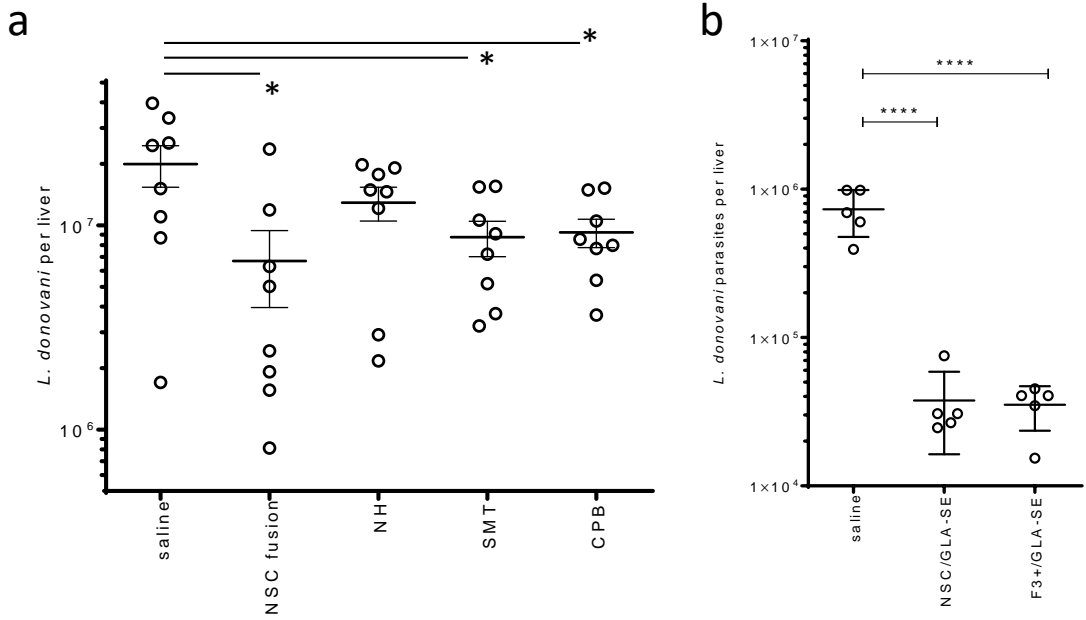 a
*
*
*
L. donovani per liver
10⁷
10⁶
saline
NSC fusion
NH
SMT
CPB
b
****
****
L. donovani parasites per liver
1×10⁷
1×10⁶
1×10⁵
1×10⁴
saline
NSC/GLA-SE
F3+/GLA-SE